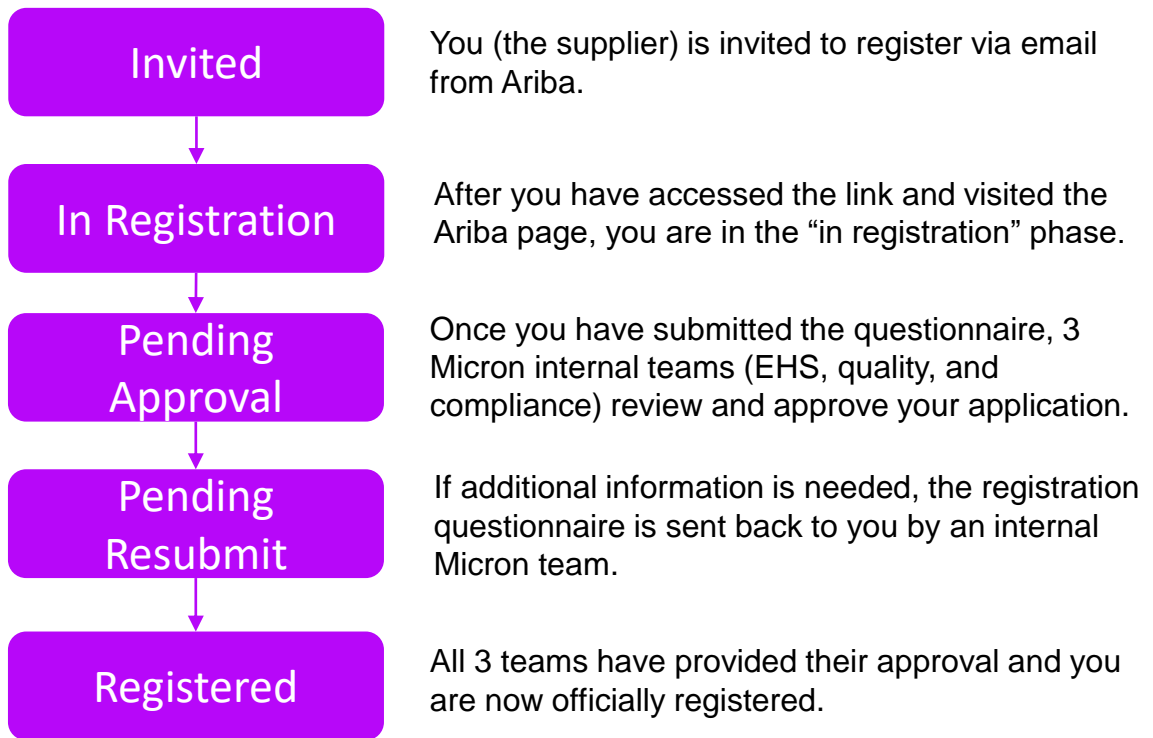 Invited
You (the supplier) is invited to register via email
from Ariba.
In Registration
After you have accessed the link and visited the
Ariba page, you are in the “in registration” phase.
Pending
Approval
Once you have submitted the questionnaire, 3
Micron internal teams (EHS, quality, and
compliance) review and approve your application.
Pending
Resubmit
If additional information is needed, the registration
questionnaire is sent back to you by an internal
Micron team.
Registered
All 3 teams have provided their approval and you
are now officially registered.